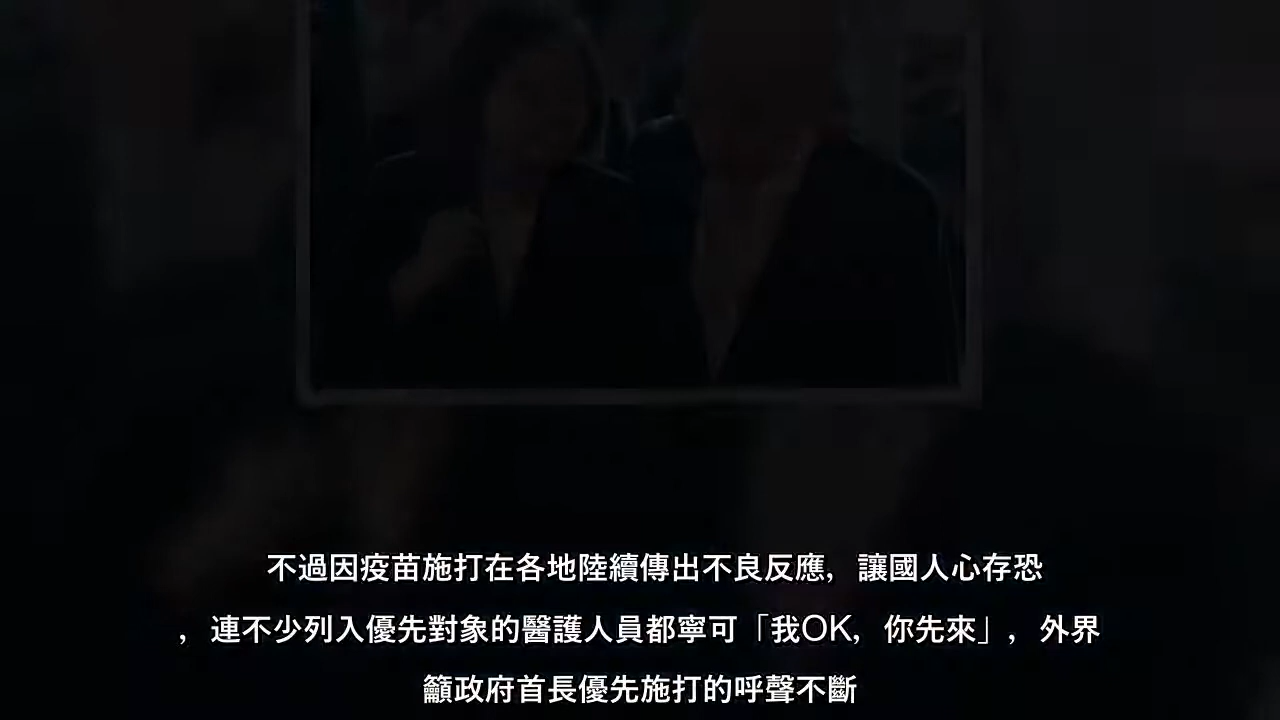 不過因疫苗施打在各地陸續傳出不良反應，讓國人心存恐
，連不少列入優先對象的醫護人員都寧可「我OK，你先來」，外界
籲政府首長優先施打的呼聲不斷